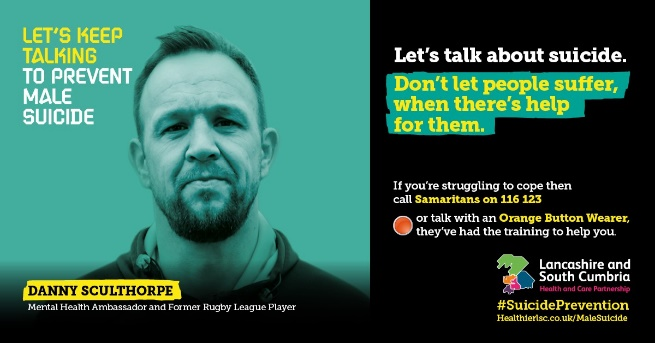 LET'S KEEP
TALKING
TO PREVENT
MALE
SUICIDE
DANNY SCULTHORPE
Mental Health Ambassador and Former Rugby League Player
Let's talk about suicide.
Don't let people suffer,
when there's help
for them.
If you're struggling to cope then
call Samaritans on 116 123
or talk with an Orange Button Wearer,
they've had the training to help you.
Lancashire and
South Cumbria
Health and Care Partnership
#SuicidePrevention
Healthierlsc.co.uk/MaleSuicide